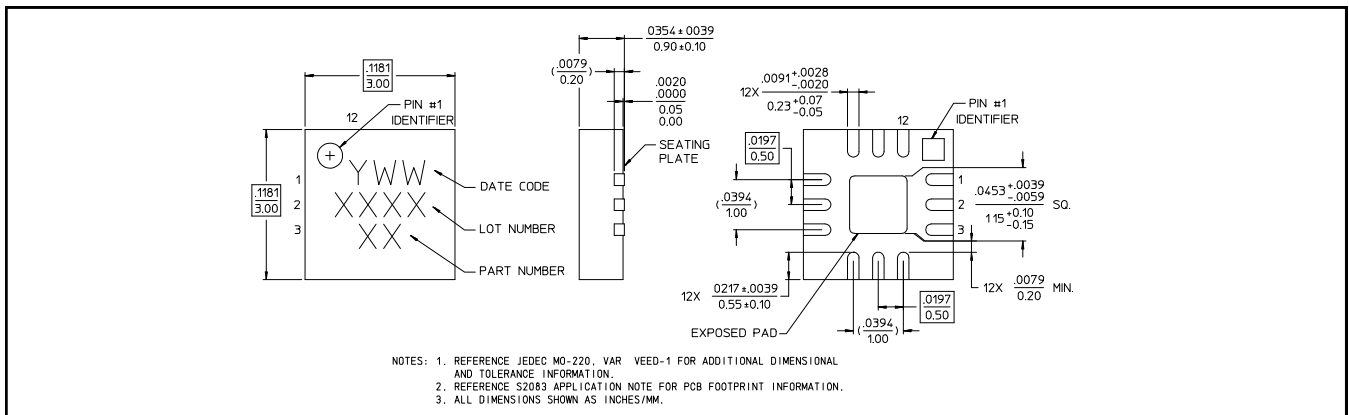 .1181
3.00
12
PIN #1
IDENTIFIER
.1181
3.00
1
2
3
YWW
XXXX
XX
DATE CODE
LOT NUMBER
PART NUMBER
.0354 ± .0039
0.90 ±0.10
(.0079
0.20)
.0020
.0000
0.05
0.00
SEATING
PLATE
12X .0091 +.0028 -.0020
0.23 +0.07 -0.05
12
PIN #1
IDENTIFIER
.0197
0.50
(.0394
1.00)
1
2
3
.0453 +.0039 -.0059 SQ.
1.15 +0.10 -0.15
12X .0217 ±.0039
0.55 ±0.10
12X .0079 MIN.
0.20
.0197
0.50
EXPOSED PAD
(.0394
1.00)
NOTES: 1. REFERENCE JEDEC MO-220, VAR VEED-1 FOR ADDITIONAL DIMENSIONAL
AND TOLERANCE INFORMATION.
2. REFERENCE S2083 APPLICATION NOTE FOR PCB FOOTPRINT INFORMATION.
3. ALL DIMENSIONS SHOWN AS INCHES/MM.